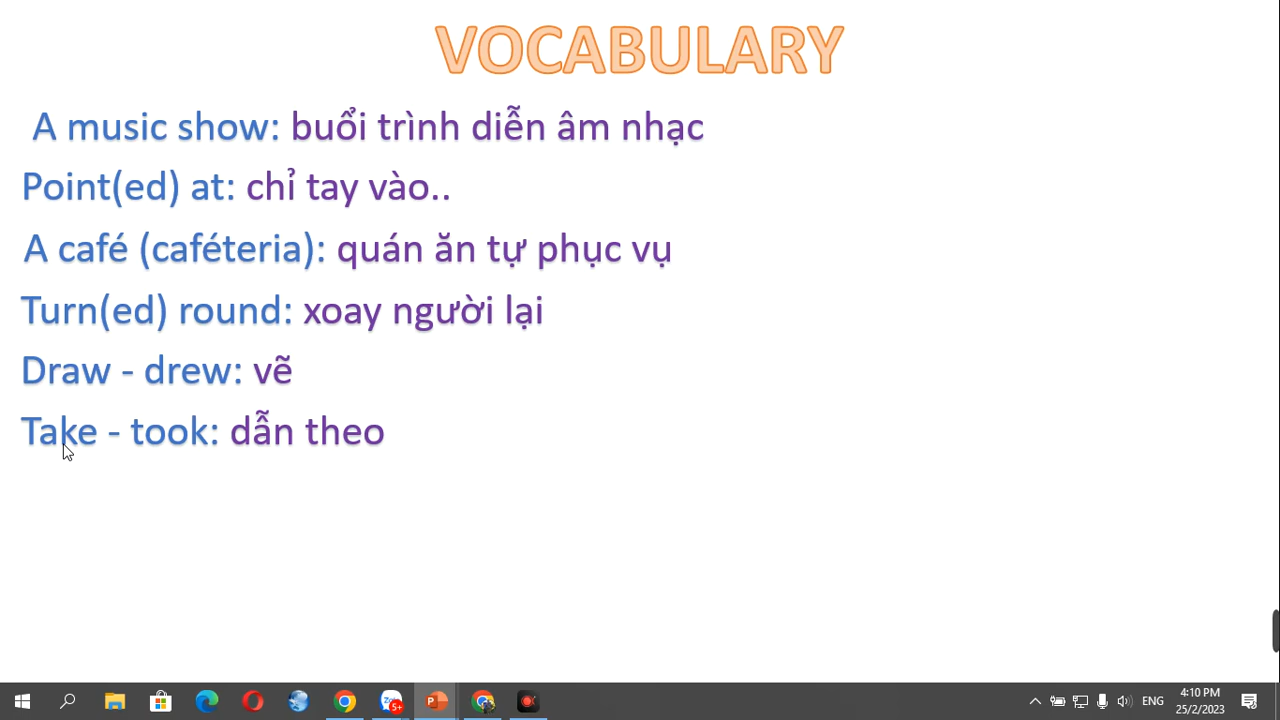 VOCABULARY
A music show: buổi trình diễn âm nhạc
Point(ed) at: chỉ tay vào..
A café (caféteria): quán ăn tự phục vụ
Turn(ed) round: xoay người lại
Draw - drew: vẽ
Take - took: dẫn theo
5+
ENG
4:10 PM
25/2/2023